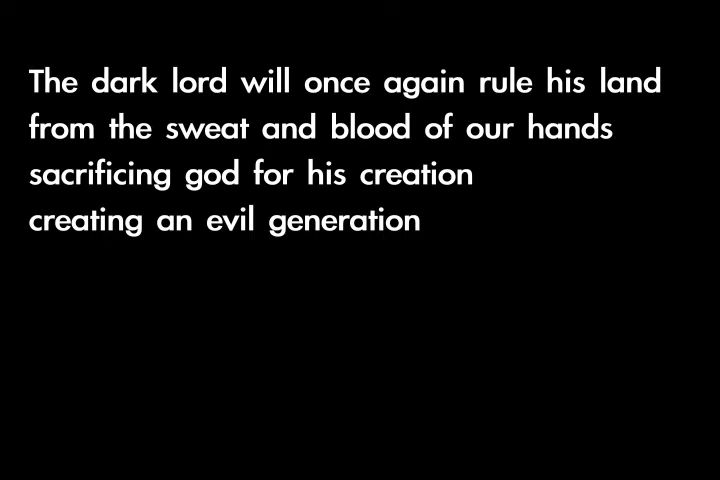 The dark lord will once again rule his land
from the sweat and blood of our hands
sacrificing god for his creation
creating an evil generation